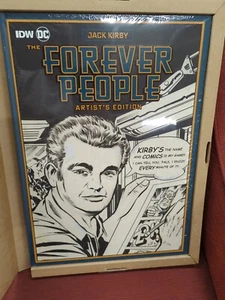 IDW DC
JACK KIRBY
THE
FOREVER
PEOPLE
ARTIST'S EDITION
KIRBY'S THE NAME
AND COMICS IS MY GAME!
I CAN TELL YOU, PALS, I ENJOY
EVERY MINUTE OF IT!